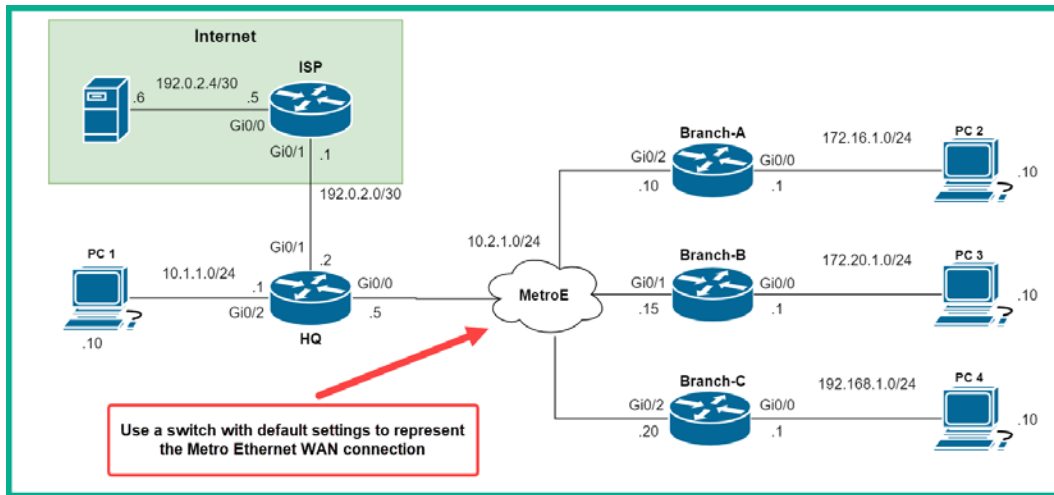 Internet
ISP
192.0.2.4/30
.6
.5
Gi0/0
Gi0/1
.1
192.0.2.0/30
Gi0/1
.2
PC 1
10.1.1.0/24
.1
Gi0/0
Gi0/2
.5
HQ
.10
10.2.1.0/24
MetroE
Branch-A
172.16.1.0/24
PC 2
Gi0/2
Gi0/0
.10
.1
.10
Branch-B
172.20.1.0/24
PC 3
Gi0/1
Gi0/0
.15
.1
.10
Branch-C
192.168.1.0/24
PC 4
Gi0/2
Gi0/0
.20
.1
.10
Use a switch with default settings to represent
the Metro Ethernet WAN connection